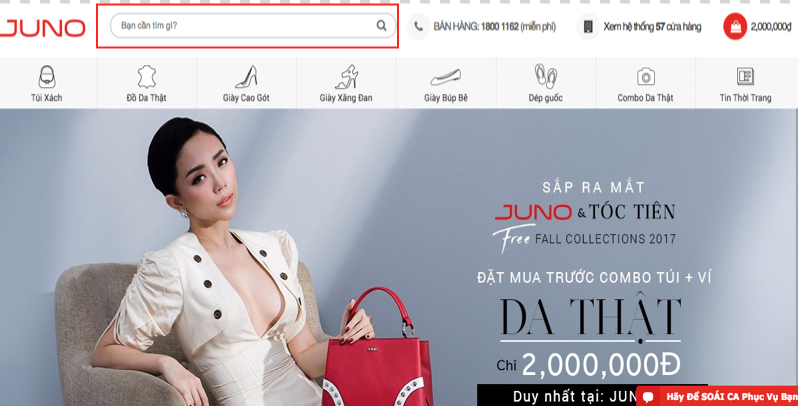 JUNO
Bạn cần tìm gì?
BÁN HÀNG: 1800 1162 (miễn phí)
Xem hệ thống 57 cửa hàng
2,000,000₫
Túi Xách
Đồ Da Thật
Giày Cao Gót
Giày Xăng Đan
Giày Búp Bê
Dép guốc
Combo Da Thật
Tin Thời Trang
SẮP RA MẮT
JUNO & TÓC TIÊN
Free FALL COLLECTIONS 2017
ĐẶT MUA TRƯỚC COMBO TÚI + VÍ
DA THẬT
Chỉ 2,000,000Đ
Duy nhất tại: JUN
Hãy Để SOÁI CA Phục Vụ Bạn